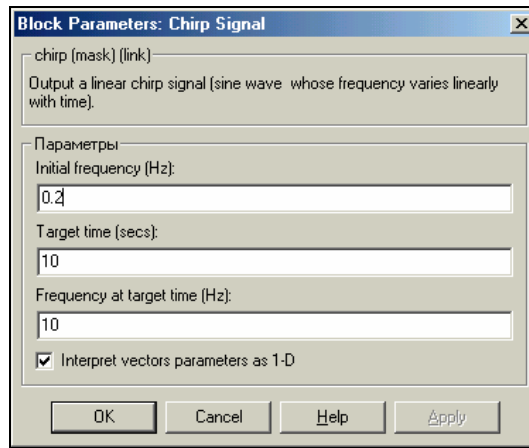 Block Parameters: Chirp Signal
chirp (mask) (link)
Output a linear chirp signal (sine wave whose frequency varies linearly
with time).
Параметры
Initial frequency (Hz):
0.2
Target time (secs):
10
Frequency at target time (Hz):
10
Interpret vectors parameters as 1-D
OK Cancel Help Apply